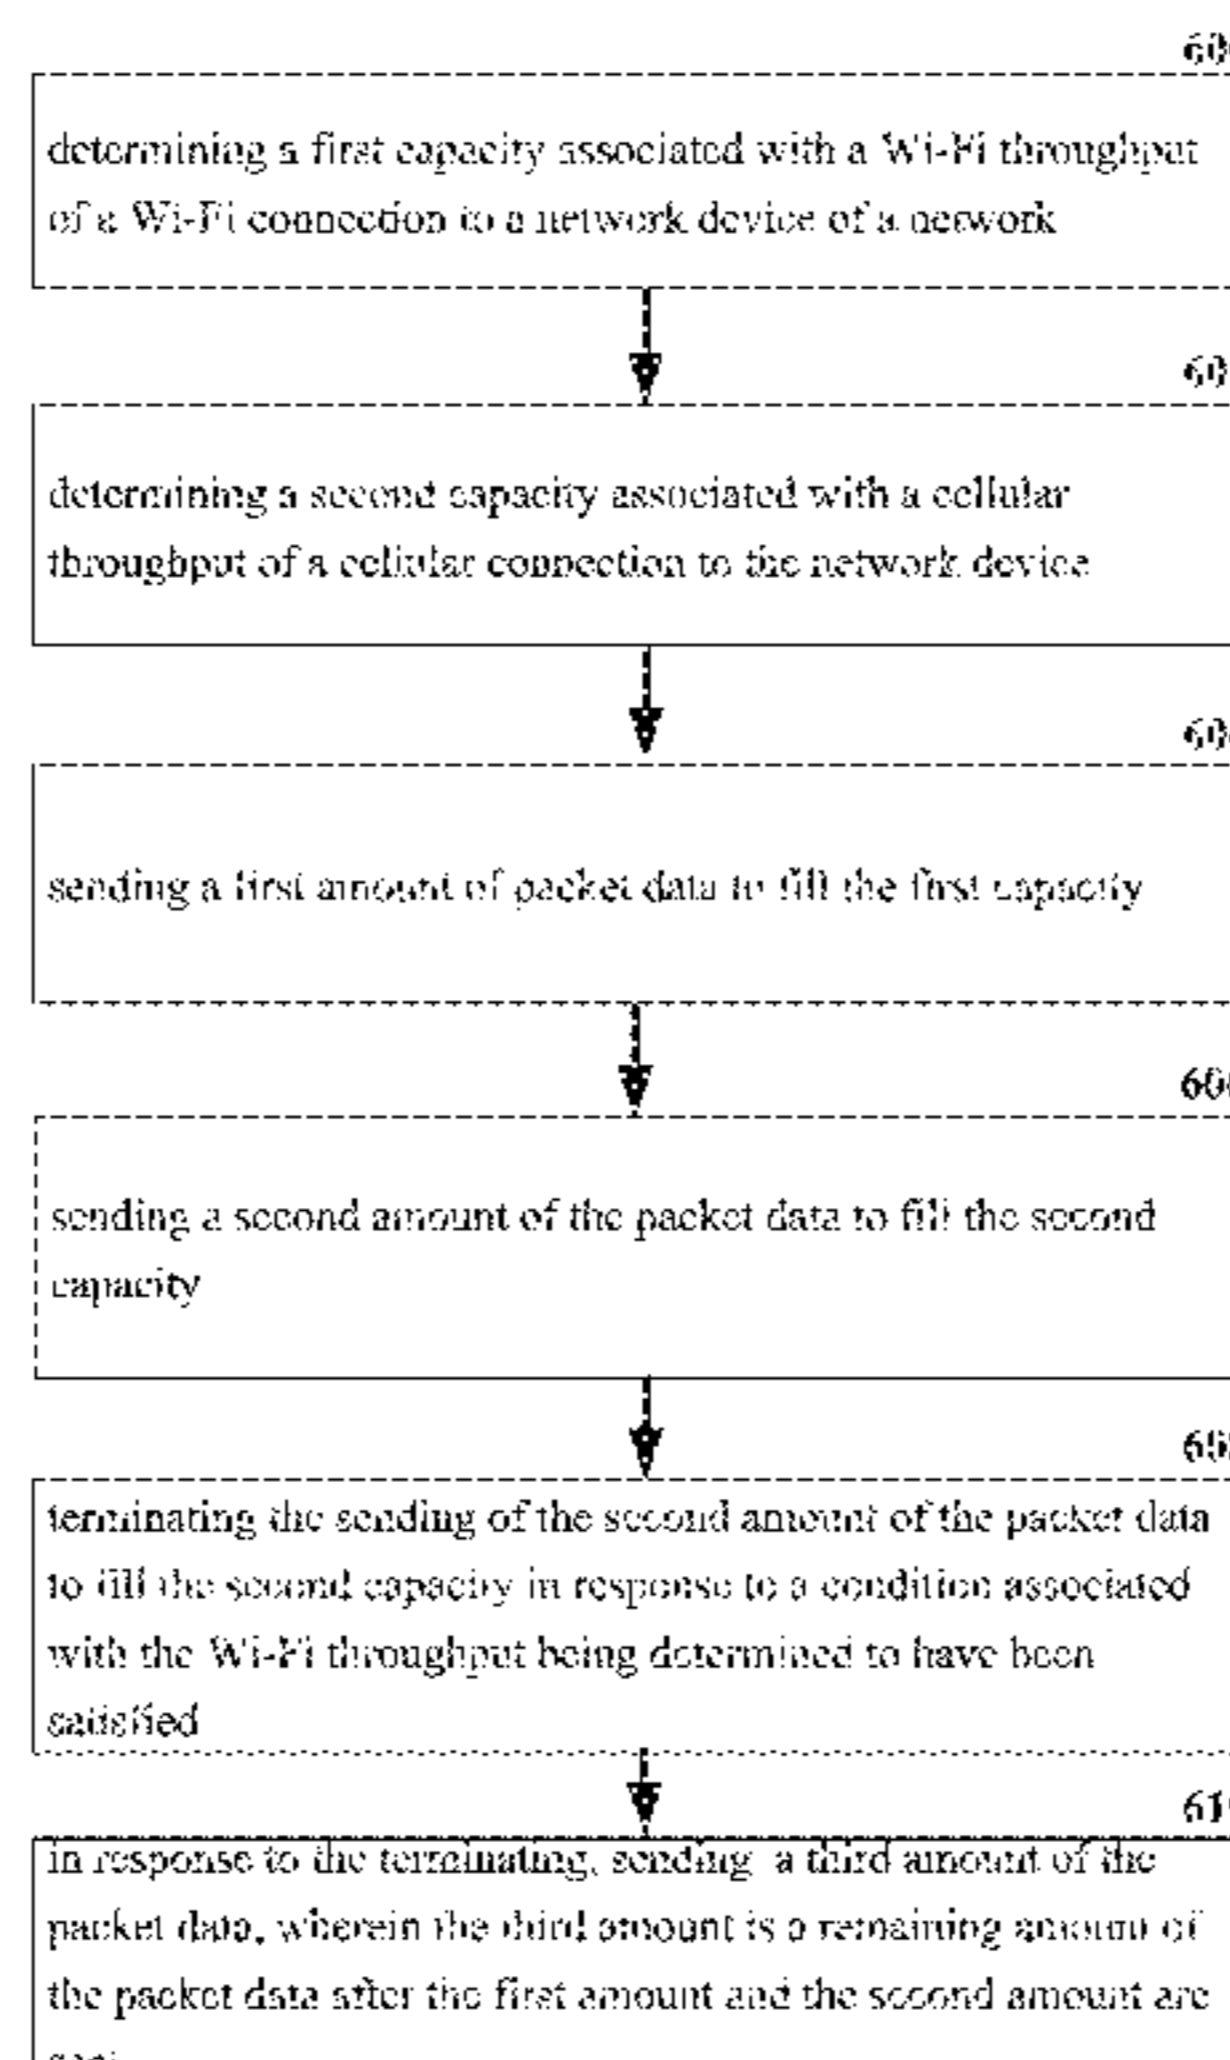 determining a first capacity associated with a Wi-Fi throughput
of a Wi-Fi connection to a network device of a network
determining a second capacity associated with a cellular
throughput of a cellular connection to the network device
sending a first amount of packet data to fill the first capacity
sending a second amount of the packet data to fill the second
capacity
terminating the sending of the second amount of the packet data
to fill the second capacity in response to a condition associated
with the Wi-Fi throughput being determined to have been
satisfied
in response to the terminating, sending a third amount of the
packet data, wherein the third amount is a remaining amount of
the packet data after the first amount and the second amount are